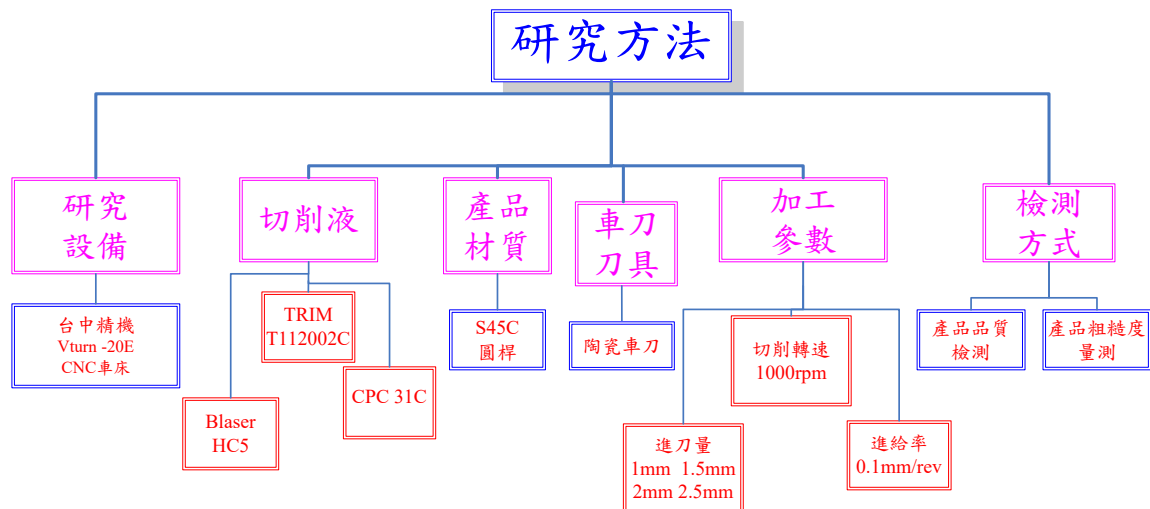 研究方法
研究
設備
切削液
產品
材質
車刀
刀具
加工
參數
檢測
方式
台中精機
Vturn -20E
CNC車床
Blaser
HC5
TRIM
T112002C
CPC 31C
S45C
圓桿
陶瓷車刀
進刀量
1mm 1.5mm
2mm 2.5mm
切削轉速
1000rpm
進給率
0.1mm/rev
產品品質
檢測
產品粗糙度
量測